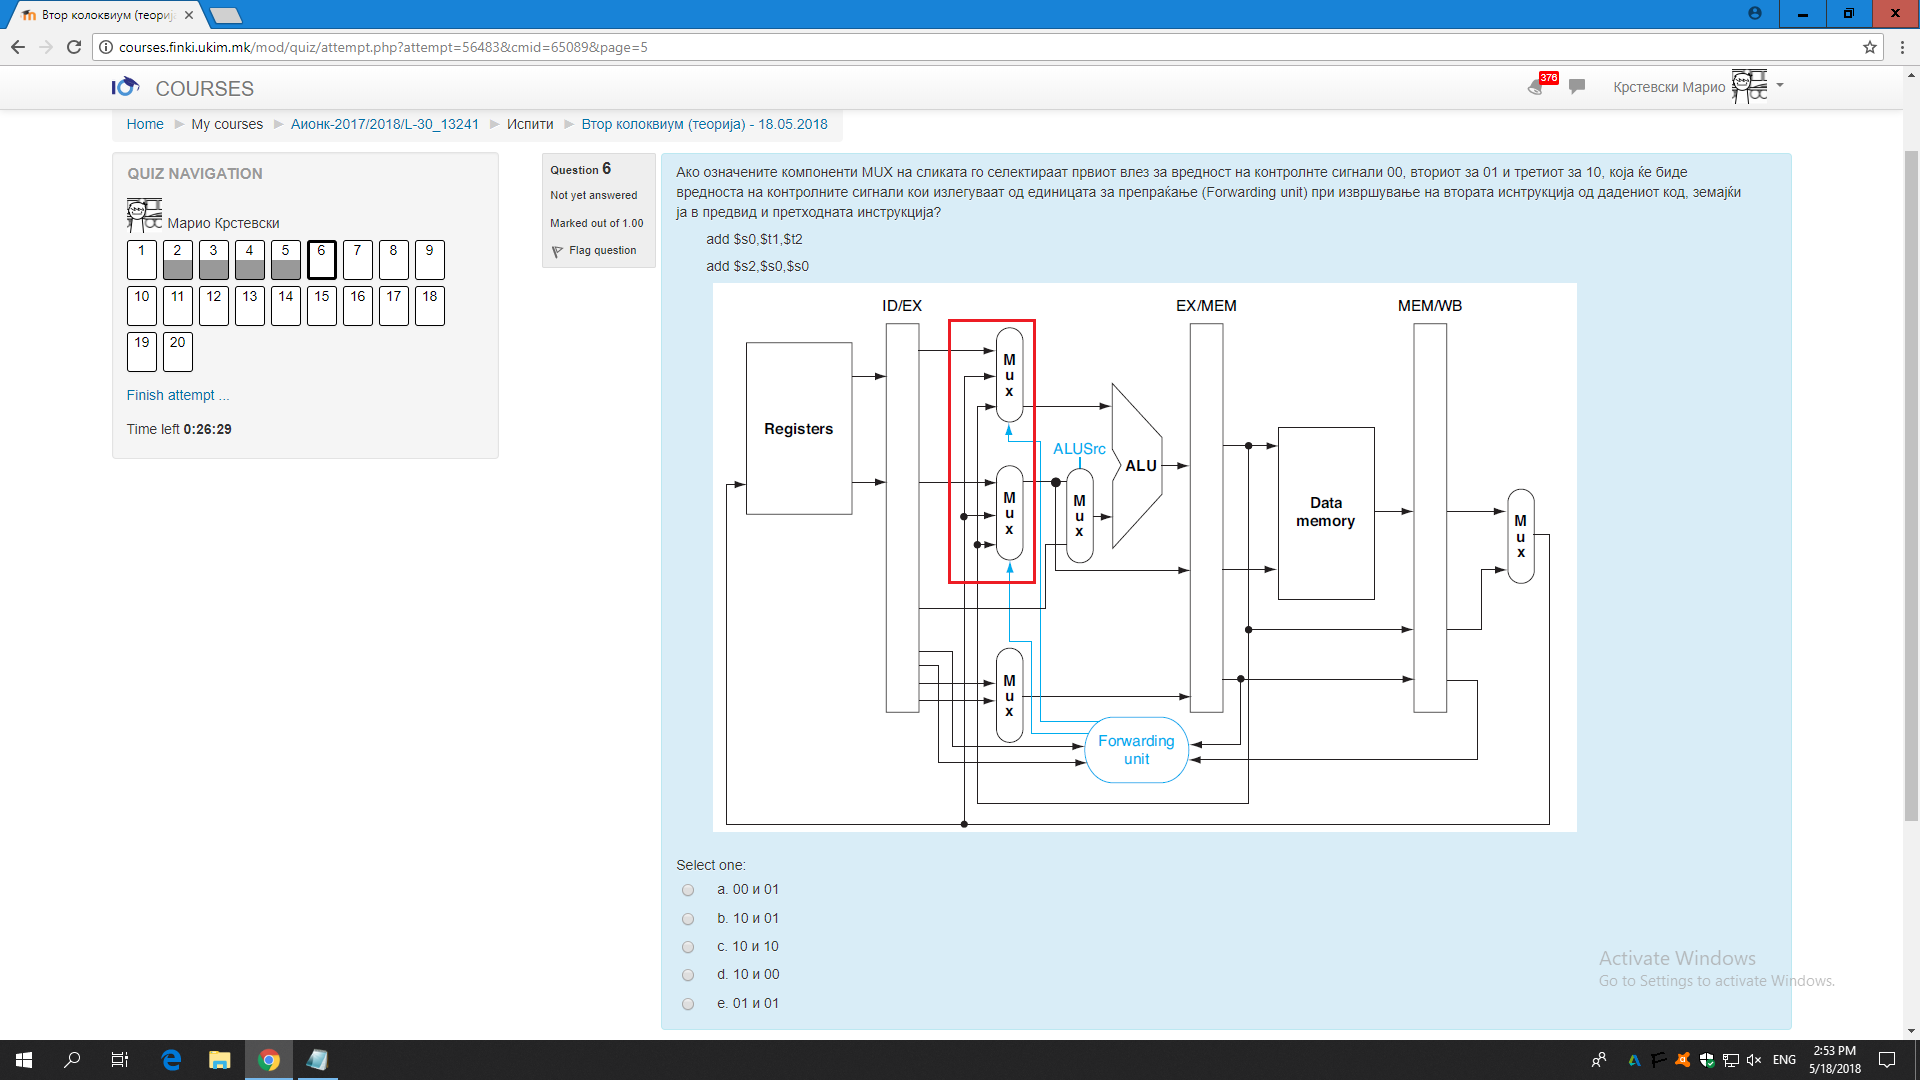 Втор колоквиум (теориј
courses.finki.ukim.mk/mod/quiz/attempt.php?attempt=56483&cmid=65089&page=5
COURSES
376
Крстевски Марио
Home
My courses
Аионк-2017/2018/L-30_13241
Испити
Втор колоквиум (теорија) - 18.05.2018
QUIZ NAVIGATION
Марио Крстевски
1 2 3 4 5 6 7 8 9
10 11 12 13 14 15 16 17 18
19 20
Finish attempt ...
Time left 0:26:29
Question 6
Not yet answered
Marked out of 1.00
Flag question
Ако означените компоненти MUX на сликата го селектираат првиот влез за вредност на контролнте сигнали 00, вториот за 01 и третиот за 10, која ќе биде
вредноста на контролните сигнали кои излегуваат од единицата за препраќање (Forwarding unit) при извршување на втората иснтрукција од дадениот код, земајќи
ја в предвид и претходната инструкција?
add $s0,$t1,$t2
add $s2,$s0,$s0
ID/EX
EX/MEM
MEM/WB
Registers
Mux
Mux
ALUSrc
Mux
ALU
Data
memory
Mux
Mux
Forwarding
unit
Select one:
a. 00 и 01
b. 10 и 01
c. 10 и 10
d. 10 и 00
e. 01 и 01
Activate Windows
Go to Settings to activate Windows.
ENG
2:53 PM
5/18/2018